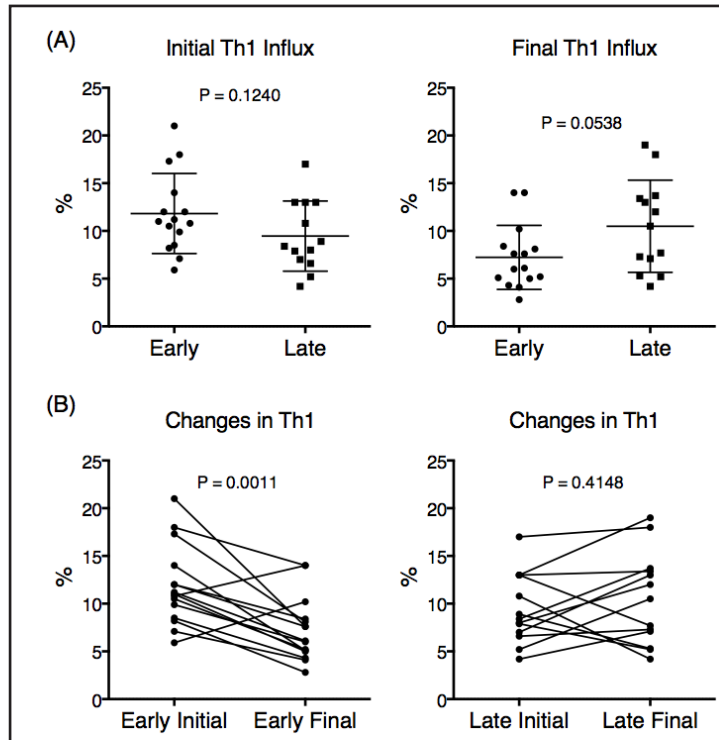 (A)
Initial Th1 Influx
Final Th1 Influx
25
20
15
10
5
0
%
P = 0.1240
Early
Late
25
20
15
10
5
0
%
P = 0.0538
Early
Late
(B)
Changes in Th1
Changes in Th1
25
20
15
10
5
0
%
P = 0.0011
Early Initial
Early Final
25
20
15
10
5
0
%
P = 0.4148
Late Initial
Late Final